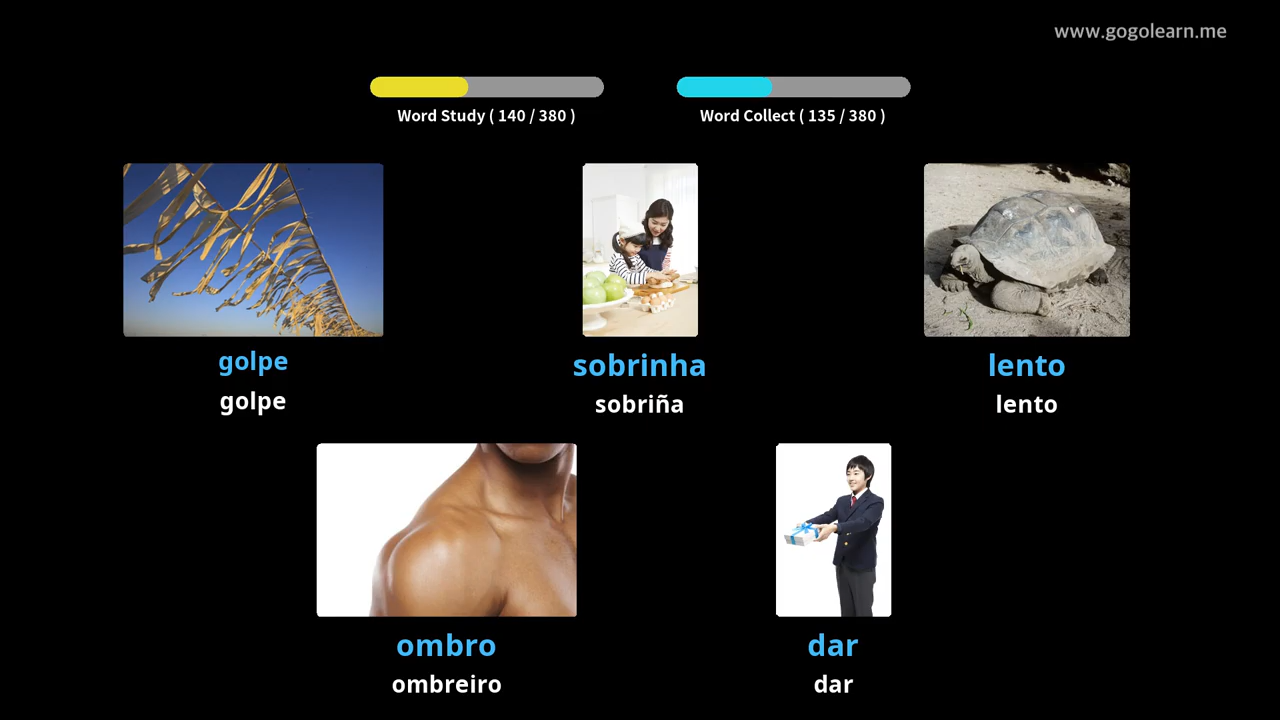 www.gogolearn.me
Word Study ( 140 / 380 )
Word Collect ( 135 / 380 )
golpe
golpe
sobrinha
sobriña
lento
lento
ombro
ombreiro
dar
dar